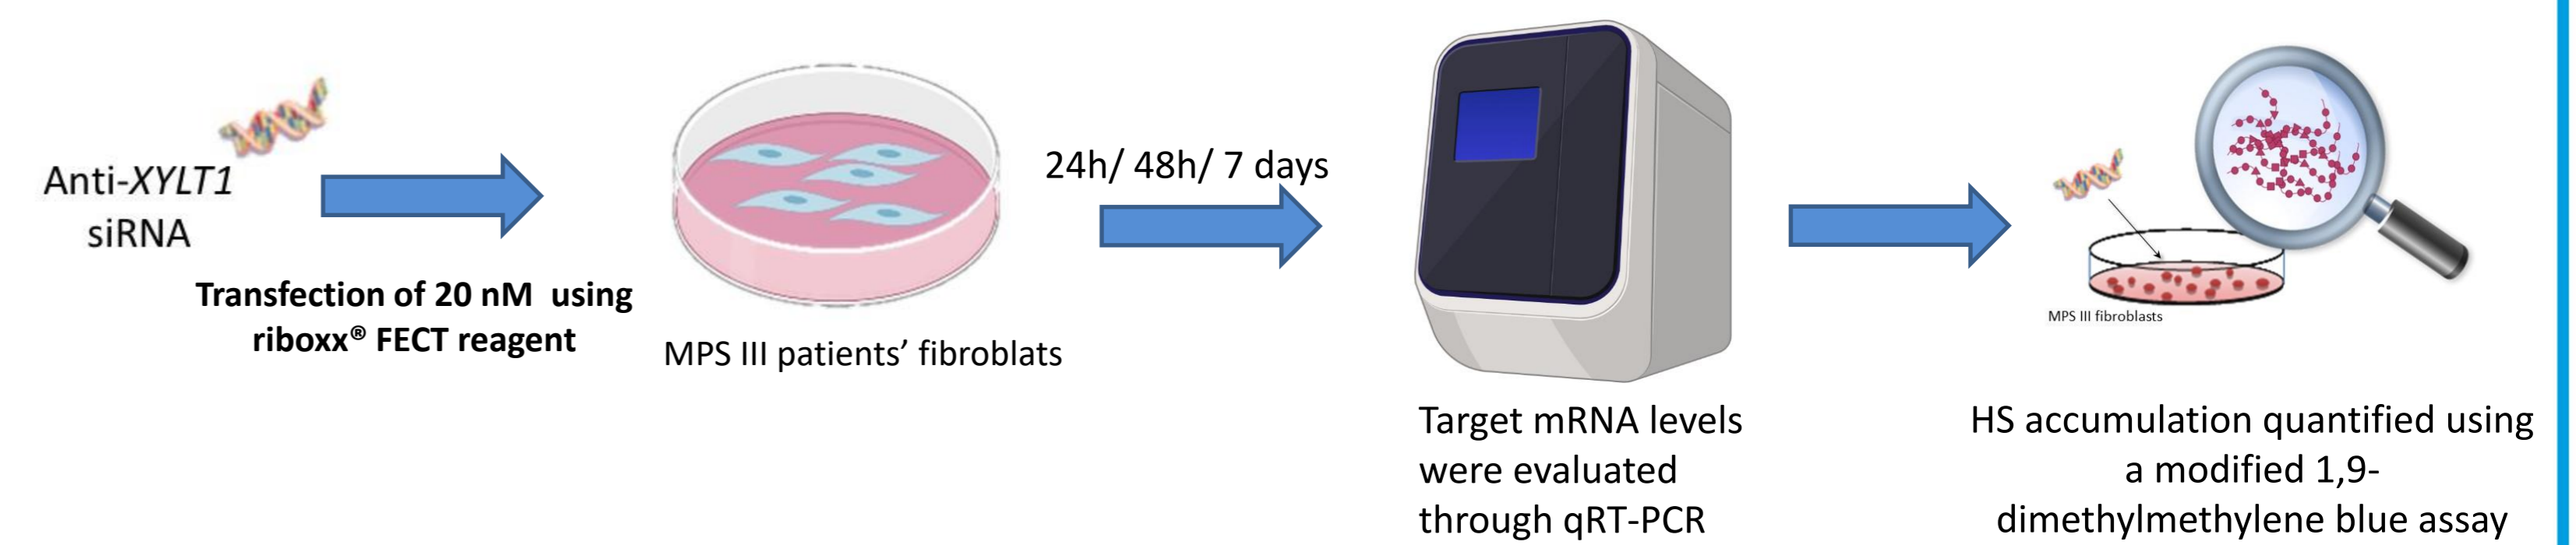 Anti-XYLT1
siRNA
Transfection of 20 nM using
riboxx® FECT reagent
MPS III patients’ fibroblats
24h/ 48h/ 7 days
Target mRNA levels
were evaluated
through qRT-PCR
MPS III fibroblasts
HS accumulation quantified using
a modified 1,9-
dimethylmethylene blue assay